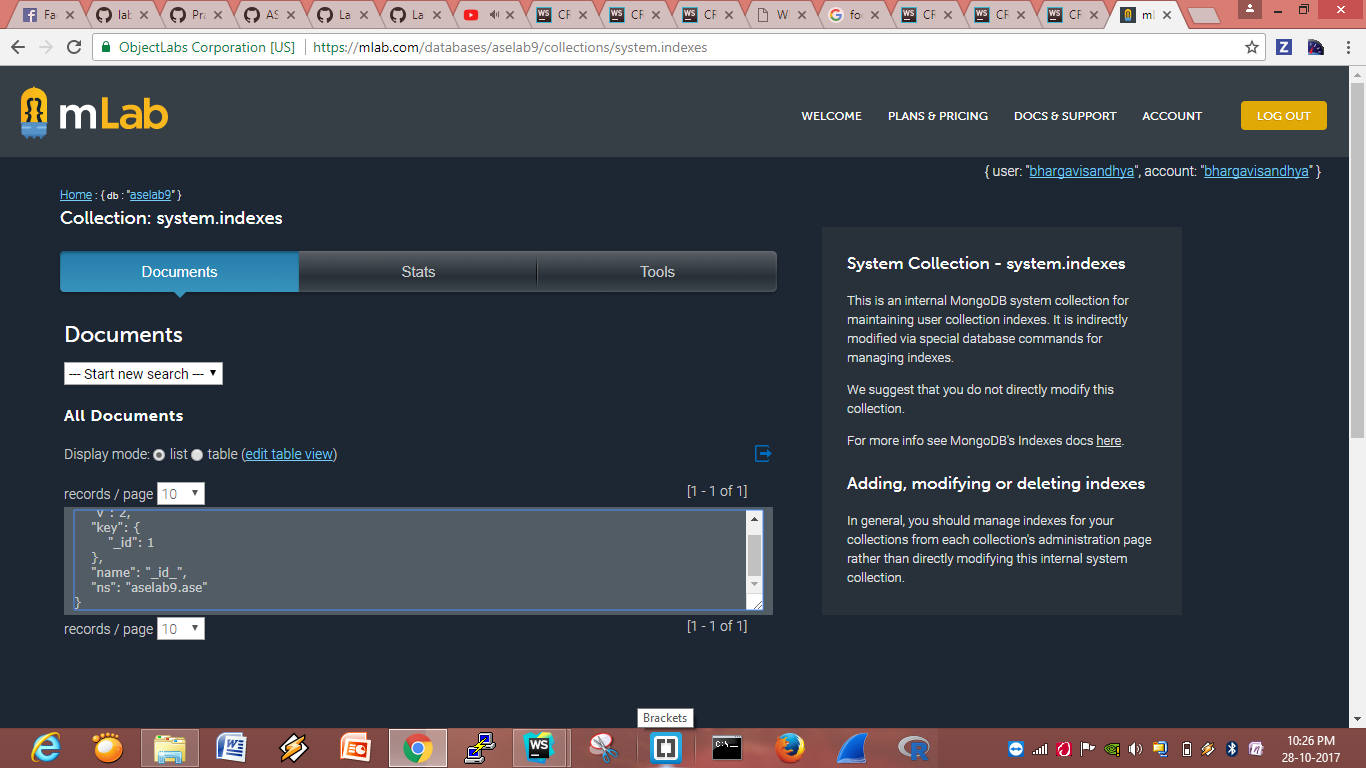 Fa
lab
Pra
AS
La
La
CF
CF
CF
W
fo
CF
CF
CF
ml
ObjectLabs Corporation [US]
https://mlab.com/databases/aselab9/collections/system.indexes
mLab
WELCOME
PLANS & PRICING
DOCS & SUPPORT
ACCOUNT
LOG OUT
{ user: "bhargavisandhya", account: "bhargavisandhya" }
Home : { db : "aselab9" }
Collection: system.indexes
Documents
Stats
Tools
Documents
--- Start new search ---
All Documents
Display mode: list table (edit table view)
records / page 10
[1 - 1 of 1]
"v": 2,
"key": {
"_id": 1
},
"name": "_id_",
"ns": "aselab9.ase"
}
records / page 10
[1 - 1 of 1]
System Collection - system.indexes
This is an internal MongoDB system collection for
maintaining user collection indexes. It is indirectly
modified via special database commands for
managing indexes.
We suggest that you do not directly modify this
collection.
For more info see MongoDB's Indexes docs here.
Adding, modifying or deleting indexes
In general, you should manage indexes for your
collections from each collection's administration page
rather than directly modifying this internal system
collection.
Brackets
10:26 PM
28-10-2017